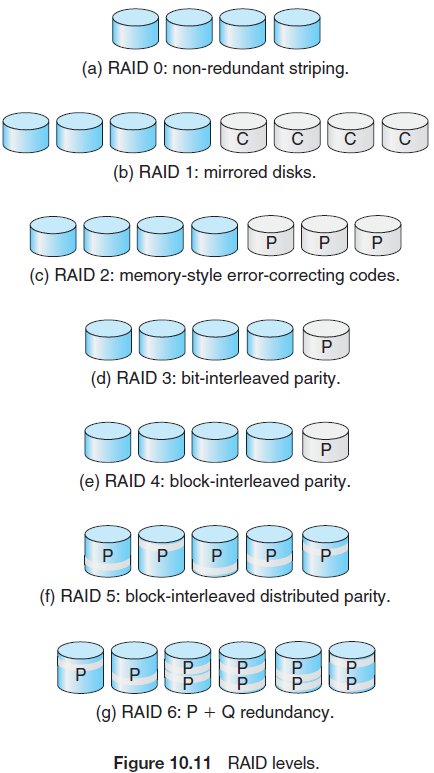 (a) RAID 0: non-redundant striping.
C C C C
(b) RAID 1: mirrored disks.
P P P
(c) RAID 2: memory-style error-correcting codes.
P
(d) RAID 3: bit-interleaved parity.
P
(e) RAID 4: block-interleaved parity.
P P P P P
(f) RAID 5: block-interleaved distributed parity.
P P P P
P P P P P P
(g) RAID 6: P + Q redundancy.
Figure 10.11 RAID levels.